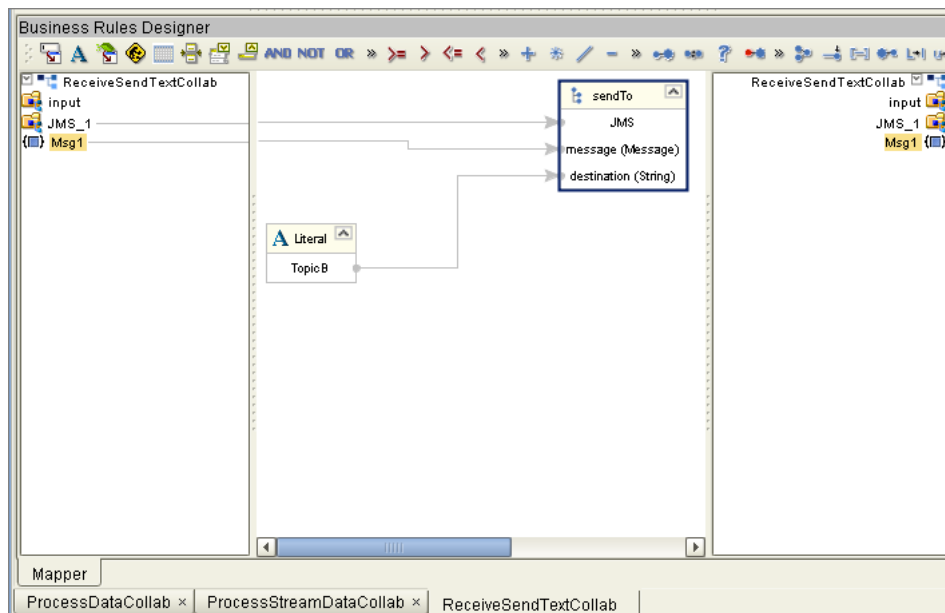 Business Rules Designer
A AND NOT OR » >= > <= < » + * / − » ? » 
ReceiveSendTextCollab
input
JMS_1
{ } Msg1
sendTo
JMS
message (Message)
destination (String)
A Literal
TopicB
ReceiveSendTextCollab
input
JMS_1
Msg1 { }
Mapper
ProcessDataCollab × ProcessStreamDataCollab × ReceiveSendTextCollab